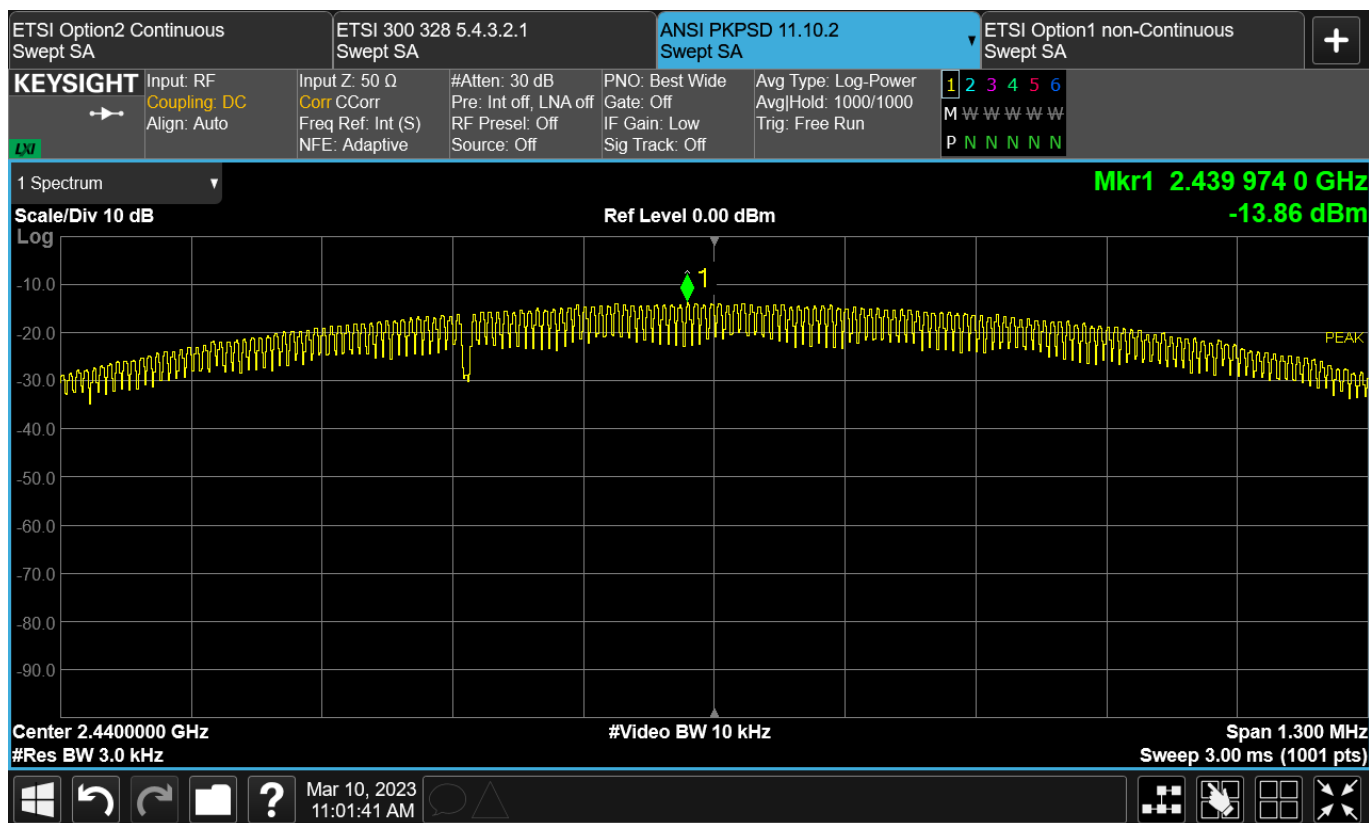 ETSI Option2 Continuous
Swept SA
ETSI 300 328 5.4.3.2.1
Swept SA
ANSI PKPSD 11.10.2
Swept SA
ETSI Option1 non-Continuous
Swept SA
KEYSIGHT
LXI
Input: RF
Coupling: DC
Align: Auto
Input Z: 50 Ω
Corr CCorr
Freq Ref: Int (S)
NFE: Adaptive
#Atten: 30 dB
Pre: Int off, LNA off
RF Presel: Off
Source: Off
PNO: Best Wide
Gate: Off
IF Gain: Low
Sig Track: Off
Avg Type: Log-Power
Avg|Hold: 1000/1000
Trig: Free Run
1 2 3 4 5 6
M W W W W W
P N N N N N
1 Spectrum
Mkr1 2.439 974 0 GHz
-13.86 dBm
Scale/Div 10 dB
Ref Level 0.00 dBm
Log
1
-10.0
-20.0
PEAK
-30.0
-40.0
-50.0
-60.0
-70.0
-80.0
-90.0
Center 2.4400000 GHz
#Video BW 10 kHz
Span 1.300 MHz
#Res BW 3.0 kHz
Sweep 3.00 ms (1001 pts)
?
Mar 10, 2023
11:01:41 AM